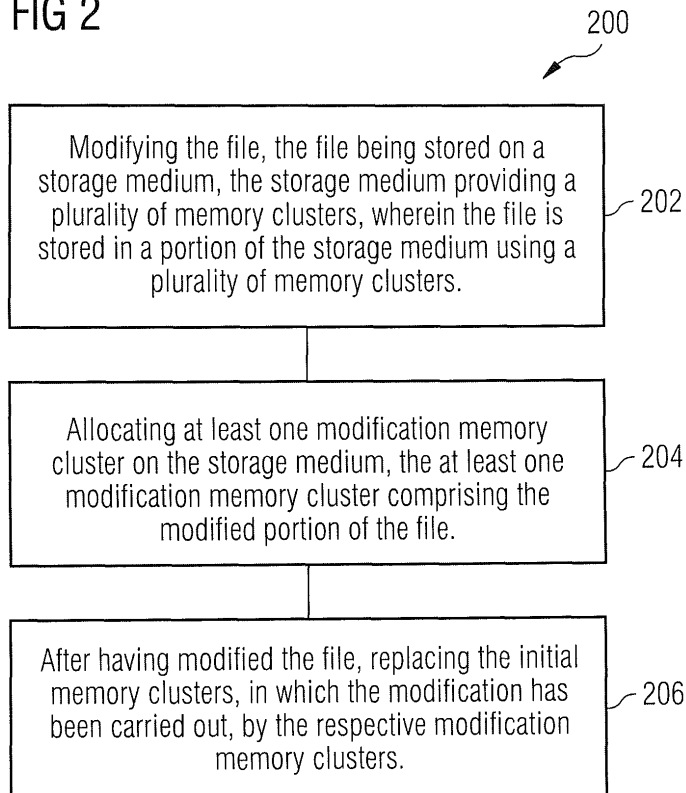 FIG 2
200
Modifying the file, the file being stored on a
storage medium, the storage medium providing a
plurality of memory clusters, wherein the file is
stored in a portion of the storage medium using a
plurality of memory clusters.
202
Allocating at least one modification memory
cluster on the storage medium, the at least one
modification memory cluster comprising the
modified portion of the file.
204
After having modified the file, replacing the initial
memory clusters, in which the modification has
been carried out, by the respective modification
memory clusters.
206